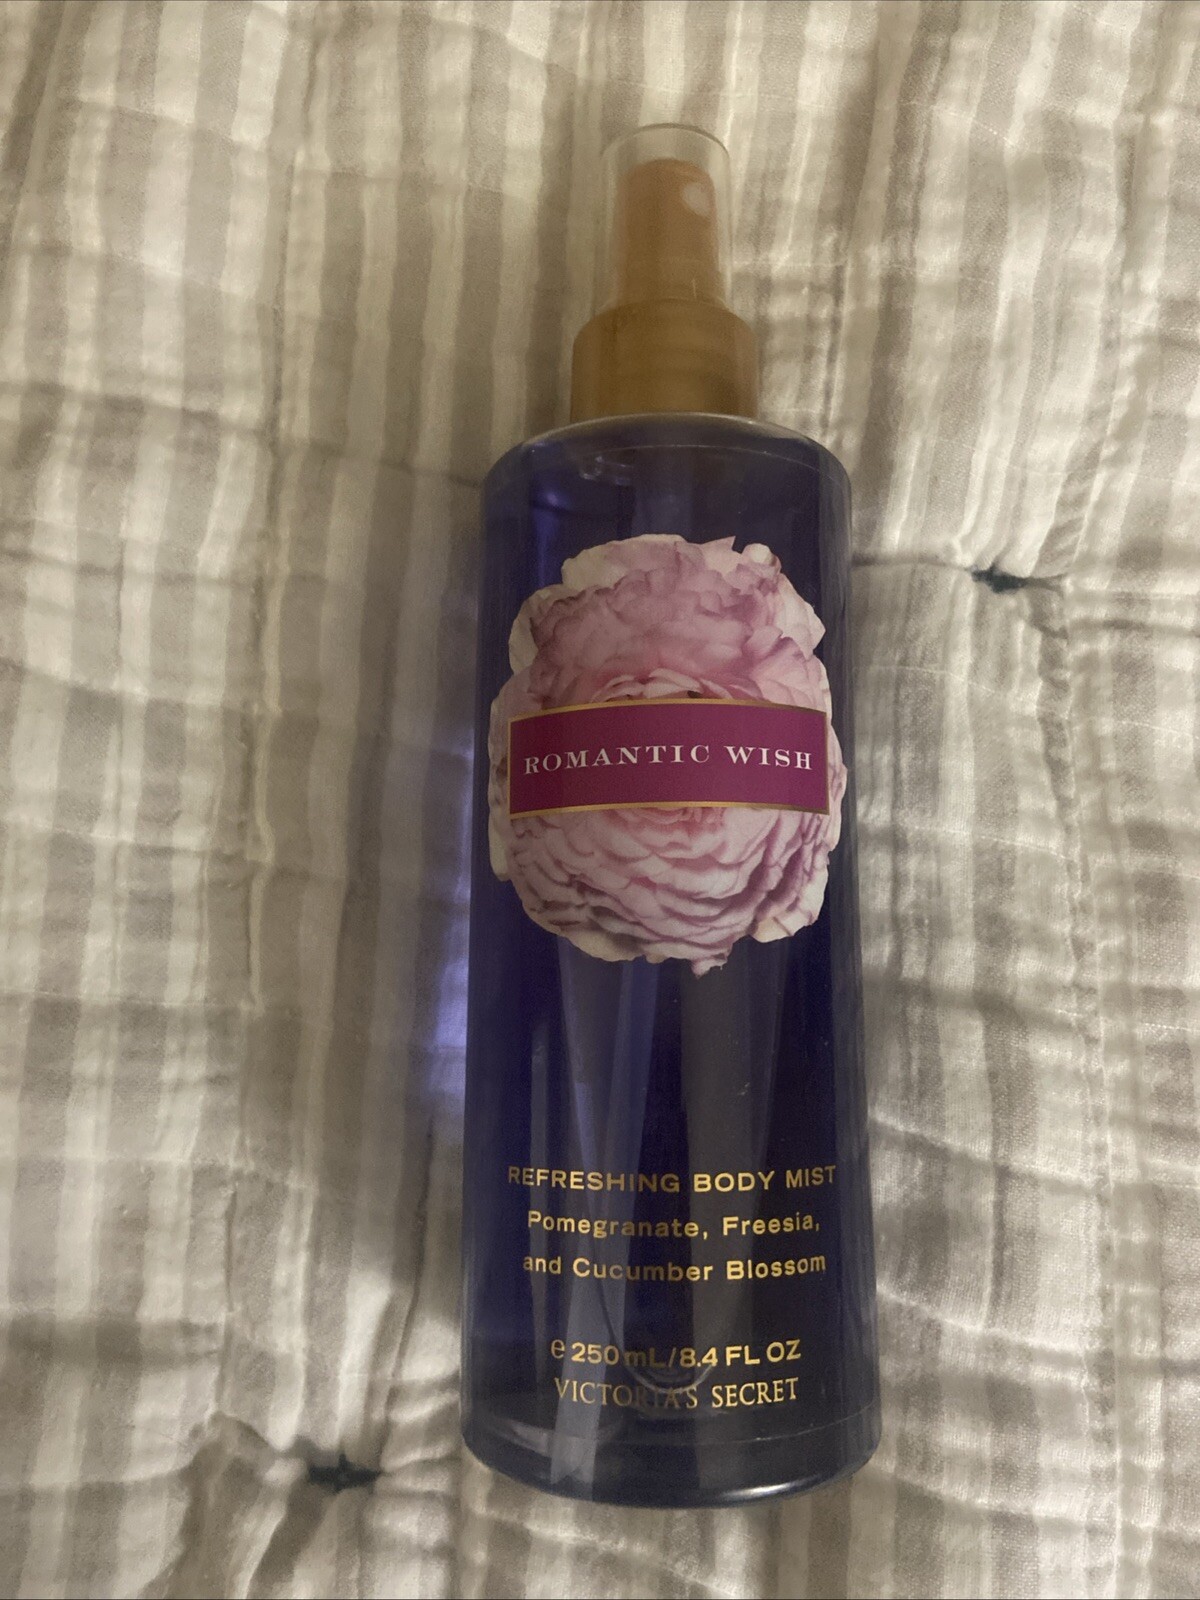 ROMANTIC WISH
REFRESHING BODY MIST
Pomegranate, Freesia,
and Cucumber Blossom
℮ 250 mL/8.4 FL OZ
VICTORIA'S SECRET